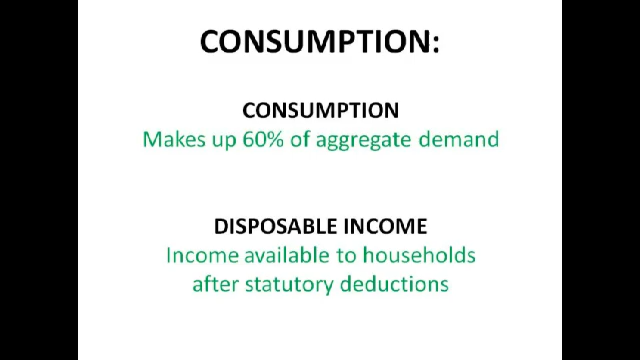 CONSUMPTION:
CONSUMPTION
Makes up 60% of aggregate demand
DISPOSABLE INCOME
Income available to households
after statutory deductions